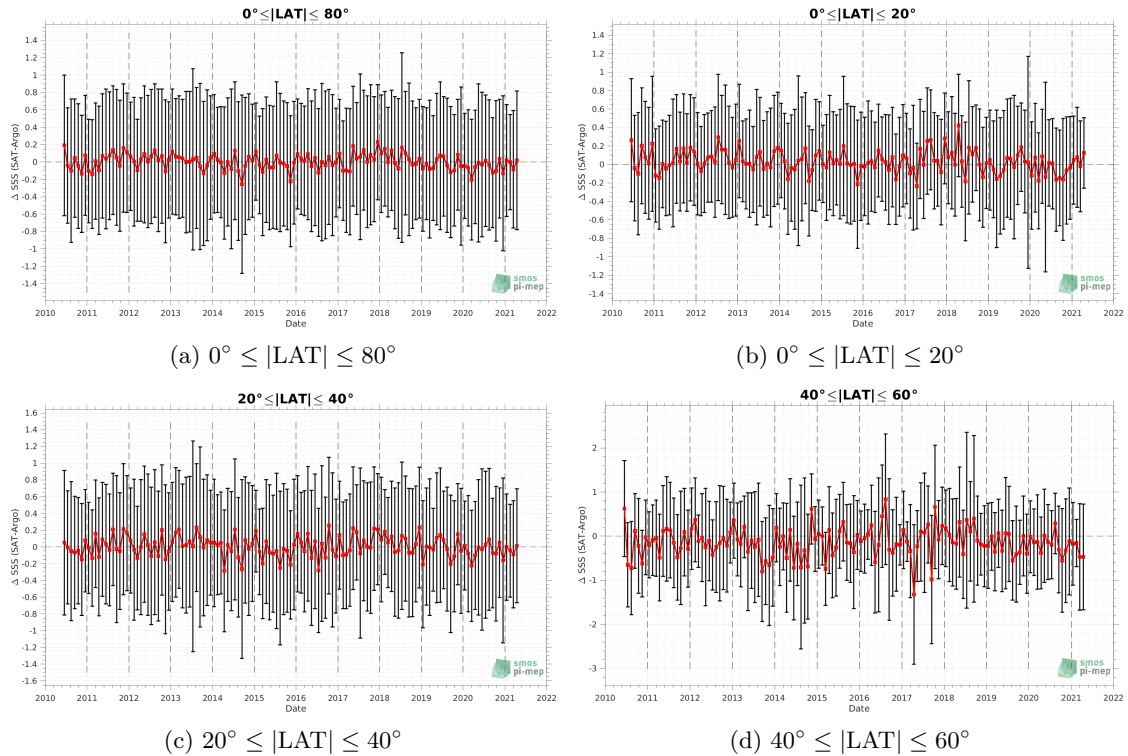 0°≤|LAT|≤ 80°
Δ SSS (SAT-Argo)
1.4
1.2
1
0.8
0.6
0.4
0.2
0
-0.2
-0.4
-0.6
-0.8
-1
-1.2
-1.4
smos
pi-mep
2010 2011 2012 2013 2014 2015 2016 2017 2018 2019 2020 2021 2022
Date
(a) 0° ≤ |LAT| ≤ 80°
0°≤|LAT|≤ 20°
Δ SSS (SAT-Argo)
1.4
1.2
1
0.8
0.6
0.4
0.2
0
-0.2
-0.4
-0.6
-0.8
-1
-1.2
-1.4
smos
pi-mep
2010 2011 2012 2013 2014 2015 2016 2017 2018 2019 2020 2021 2022
Date
(b) 0° ≤ |LAT| ≤ 20°
20°≤|LAT|≤ 40°
Δ SSS (SAT-Argo)
1.6
1.4
1.2
1
0.8
0.6
0.4
0.2
0
-0.2
-0.4
-0.6
-0.8
-1
-1.2
-1.4
-1.6
smos
pi-mep
2010 2011 2012 2013 2014 2015 2016 2017 2018 2019 2020 2021 2022
Date
(c) 20° ≤ |LAT| ≤ 40°
40°≤|LAT|≤ 60°
Δ SSS (SAT-Argo)
2
1
0
-1
-2
-3
smos
pi-mep
2010 2011 2012 2013 2014 2015 2016 2017 2018 2019 2020 2021 2022
Date
(d) 40° ≤ |LAT| ≤ 60°